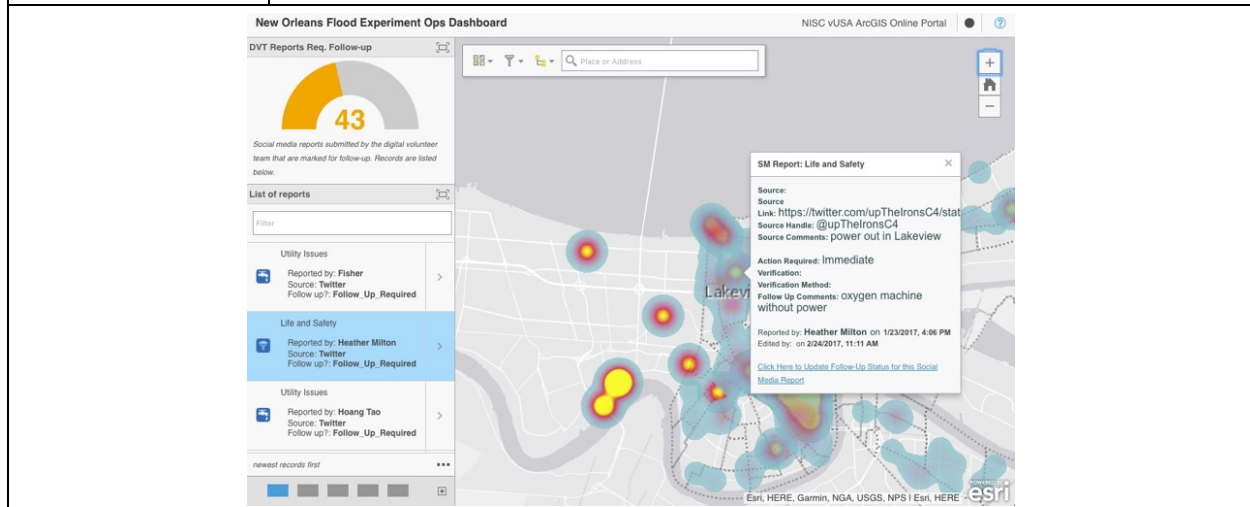 New Orleans Flood Experiment Ops Dashboard
NISC vUSA ArcGIS Online Portal
?
DVT Reports Req. Follow-up
43
Social media reports submitted by the digital volunteer
team that are marked for follow-up. Records are listed
below.
List of reports
Filter
Utility Issues
Reported by: Fisher
Source: Twitter
Follow up?: Follow_Up_Required
Life and Safety
Reported by: Heather Milton
Source: Twitter
Follow up?: Follow_Up_Required
Utility Issues
Reported by: Hoang Tao
Source: Twitter
Follow up?: Follow_Up_Required
newest records first
Place or Address
Lakevi
SM Report: Life and Safety
Source:
Source
Link: https://twitter.com/upTheIronsC4/stat
Source Handle: @upTheIronsC4
Source Comments: power out in Lakeview
Action Required: Immediate
Verification:
Verification Method:
Follow Up Comments: oxygen machine
without power
Reported by: Heather Milton on 1/23/2017, 4:06 PM
Edited by: on 2/24/2017, 11:11 AM
Click Here to Update Follow-Up Status for this Social
Media Report
Esri, HERE, Garmin, NGA, USGS, NPS | Esri, HERE
POWERED BY
esri